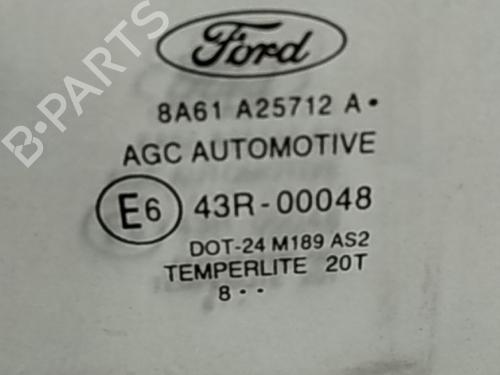 B-PARTS
Ford
8A61 A25712 A•
AGC AUTOMOTIVE
E6 43R-00048
DOT-24 M189 AS2
TEMPERLITE 20T
8 • •